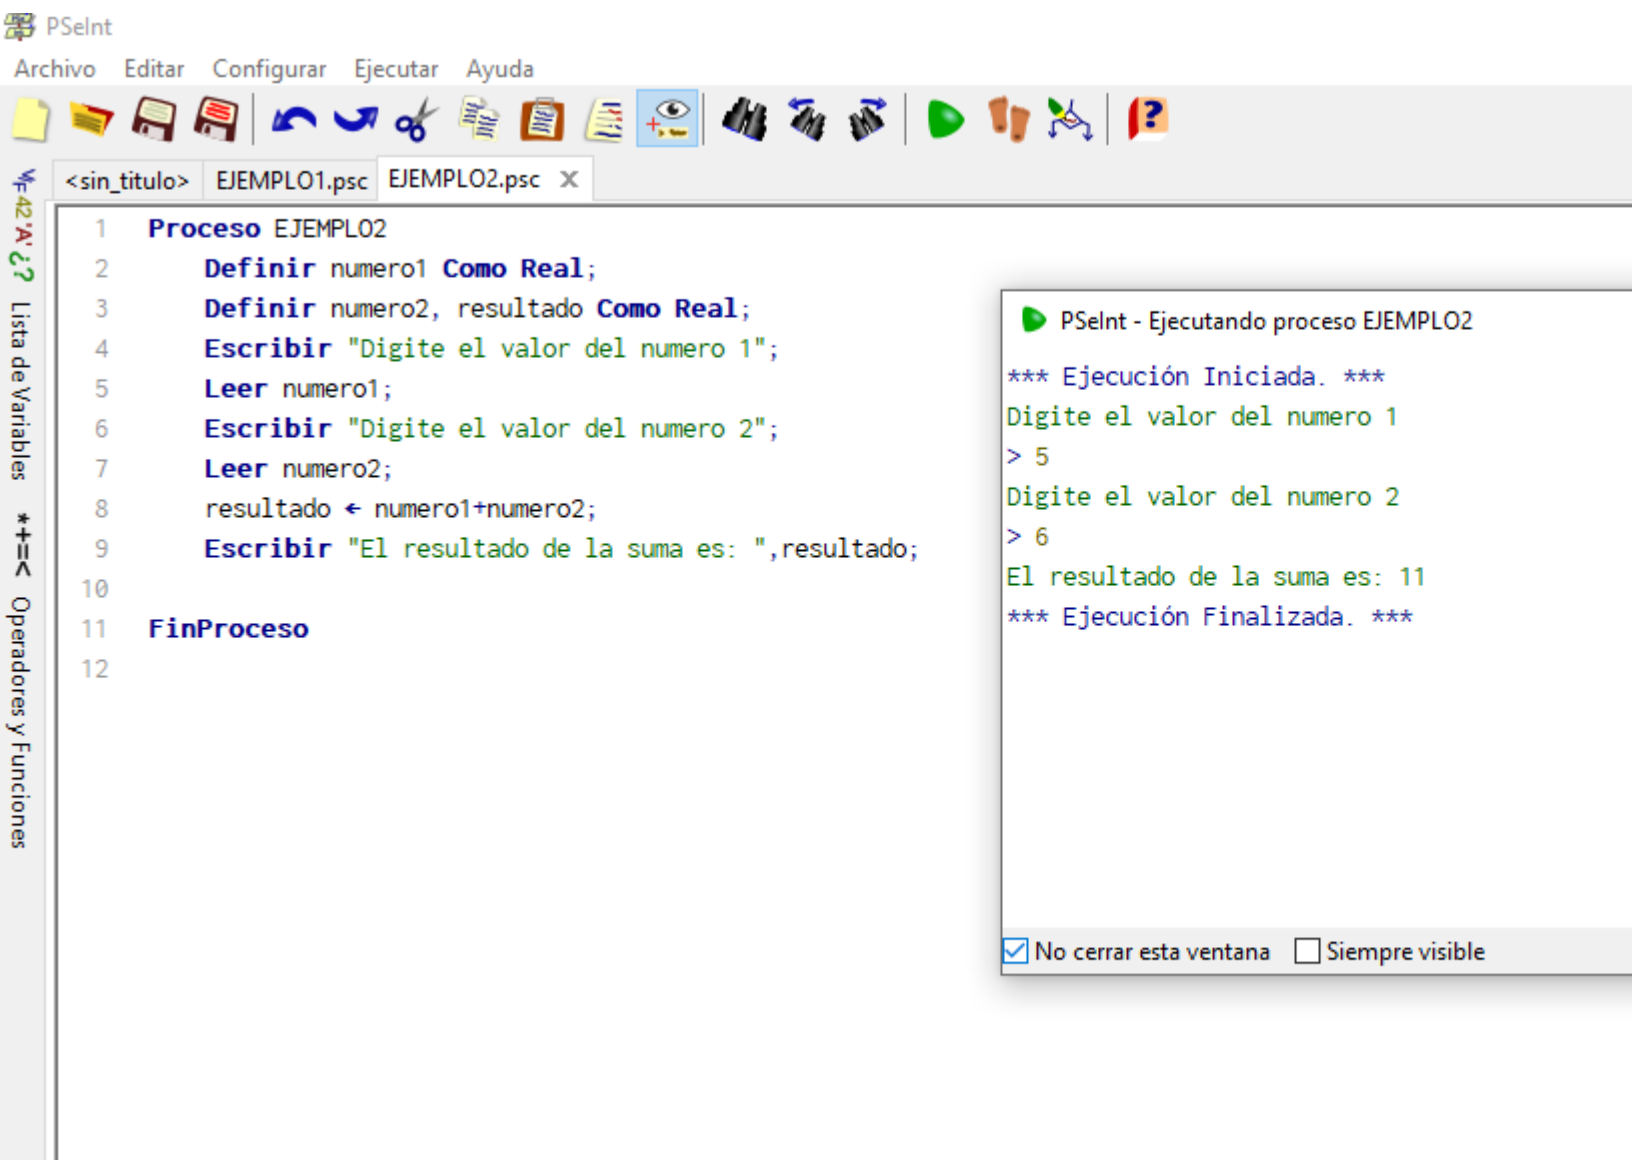 PSeInt
Archivo Editar Configurar Ejecutar Ayuda
<sin_titulo> EJEMPLO1.psc EJEMPLO2.psc X
42 'A' ¿? Lista de Variables
*+=< Operadores y Funciones
1 Proceso EJEMPLO2
2 Definir numero1 Como Real;
3 Definir numero2, resultado Como Real;
4 Escribir "Digite el valor del numero 1";
5 Leer numero1;
6 Escribir "Digite el valor del numero 2";
7 Leer numero2;
8 resultado ← numero1+numero2;
9 Escribir "El resultado de la suma es: ",resultado;
10
11 FinProceso
12
PSeInt - Ejecutando proceso EJEMPLO2
*** Ejecución Iniciada. ***
Digite el valor del numero 1
> 5
Digite el valor del numero 2
> 6
El resultado de la suma es: 11
*** Ejecución Finalizada. ***
No cerrar esta ventana Siempre visible